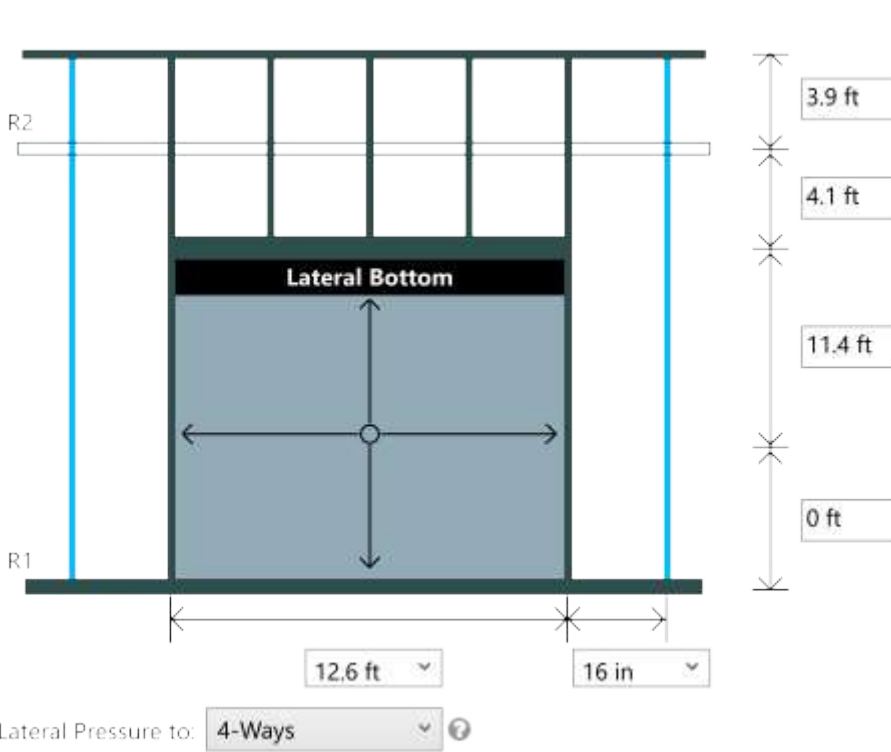 3.9 ft
R2
4.1 ft
Lateral Bottom
11.4 ft
0 ft
R1
12.6 ft
16 in
Lateral Pressure to: 4-Ways ?